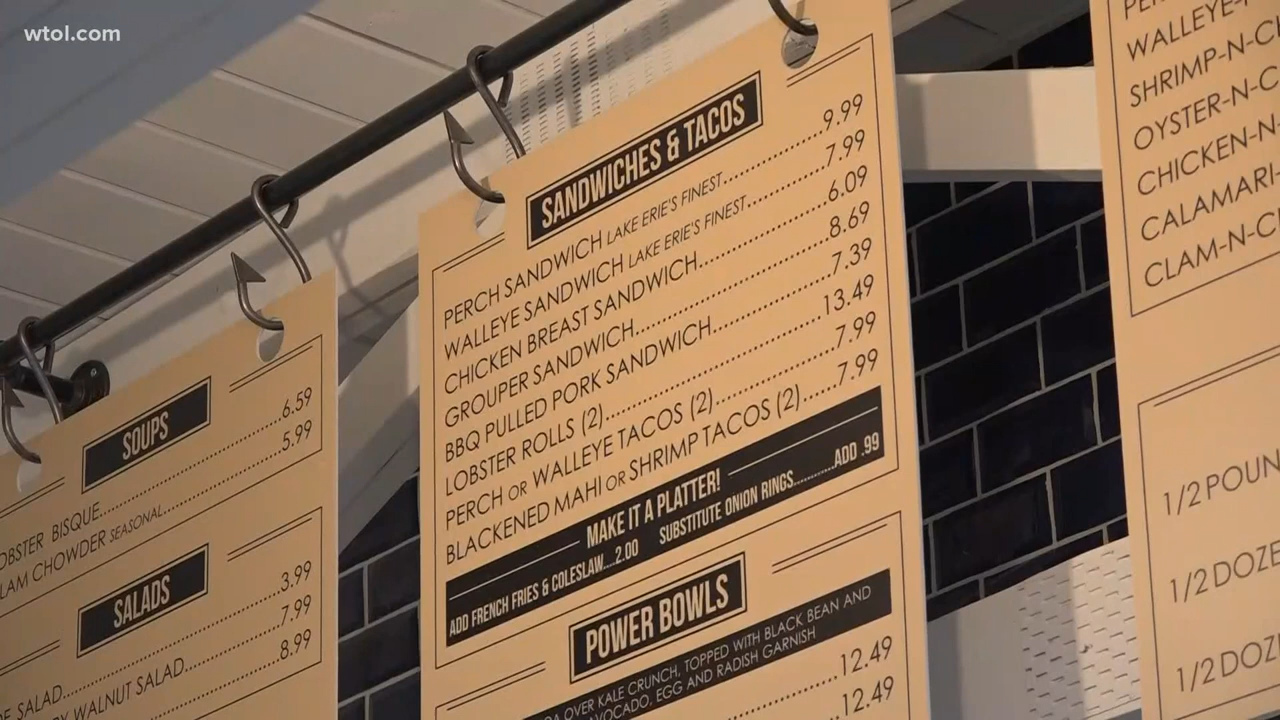 wtol.com
SOUPS
LOBSTER BISQUE..............6.59
CLAM CHOWDER SEASONAL..............5.99
SALADS
3.99
SALAD..............7.99
WALNUT SALAD..............8.99
SANDWICHES & TACOS
PERCH SANDWICH LAKE ERIE'S FINEST..............9.99
WALLEYE SANDWICH LAKE ERIE'S FINEST..............7.99
CHICKEN BREAST SANDWICH..............6.09
GROUPER SANDWICH..............8.69
BBQ PULLED PORK SANDWICH..............7.39
LOBSTER ROLLS (2)..............13.49
PERCH OR WALLEYE TACOS (2)..............7.99
BLACKENED MAHI OR SHRIMP TACOS (2)......7.99
MAKE IT A PLATTER!
ADD FRENCH FRIES & COLESLAW....2.00 SUBSTITUTE ONION RINGS..........ADD .99
POWER BOWLS
OVER KALE CRUNCH, TOPPED WITH BLACK BEAN AND
AVOCADO, EGG AND RADISH GARNISH
12.49
12.49
WALLEYE-
SHRIMP-N-C
OYSTER-N-C
CHICKEN-N
CALAMARI-
CLAM-N-C
1/2 POUN
1/2 DOZE
1/2 DOZ